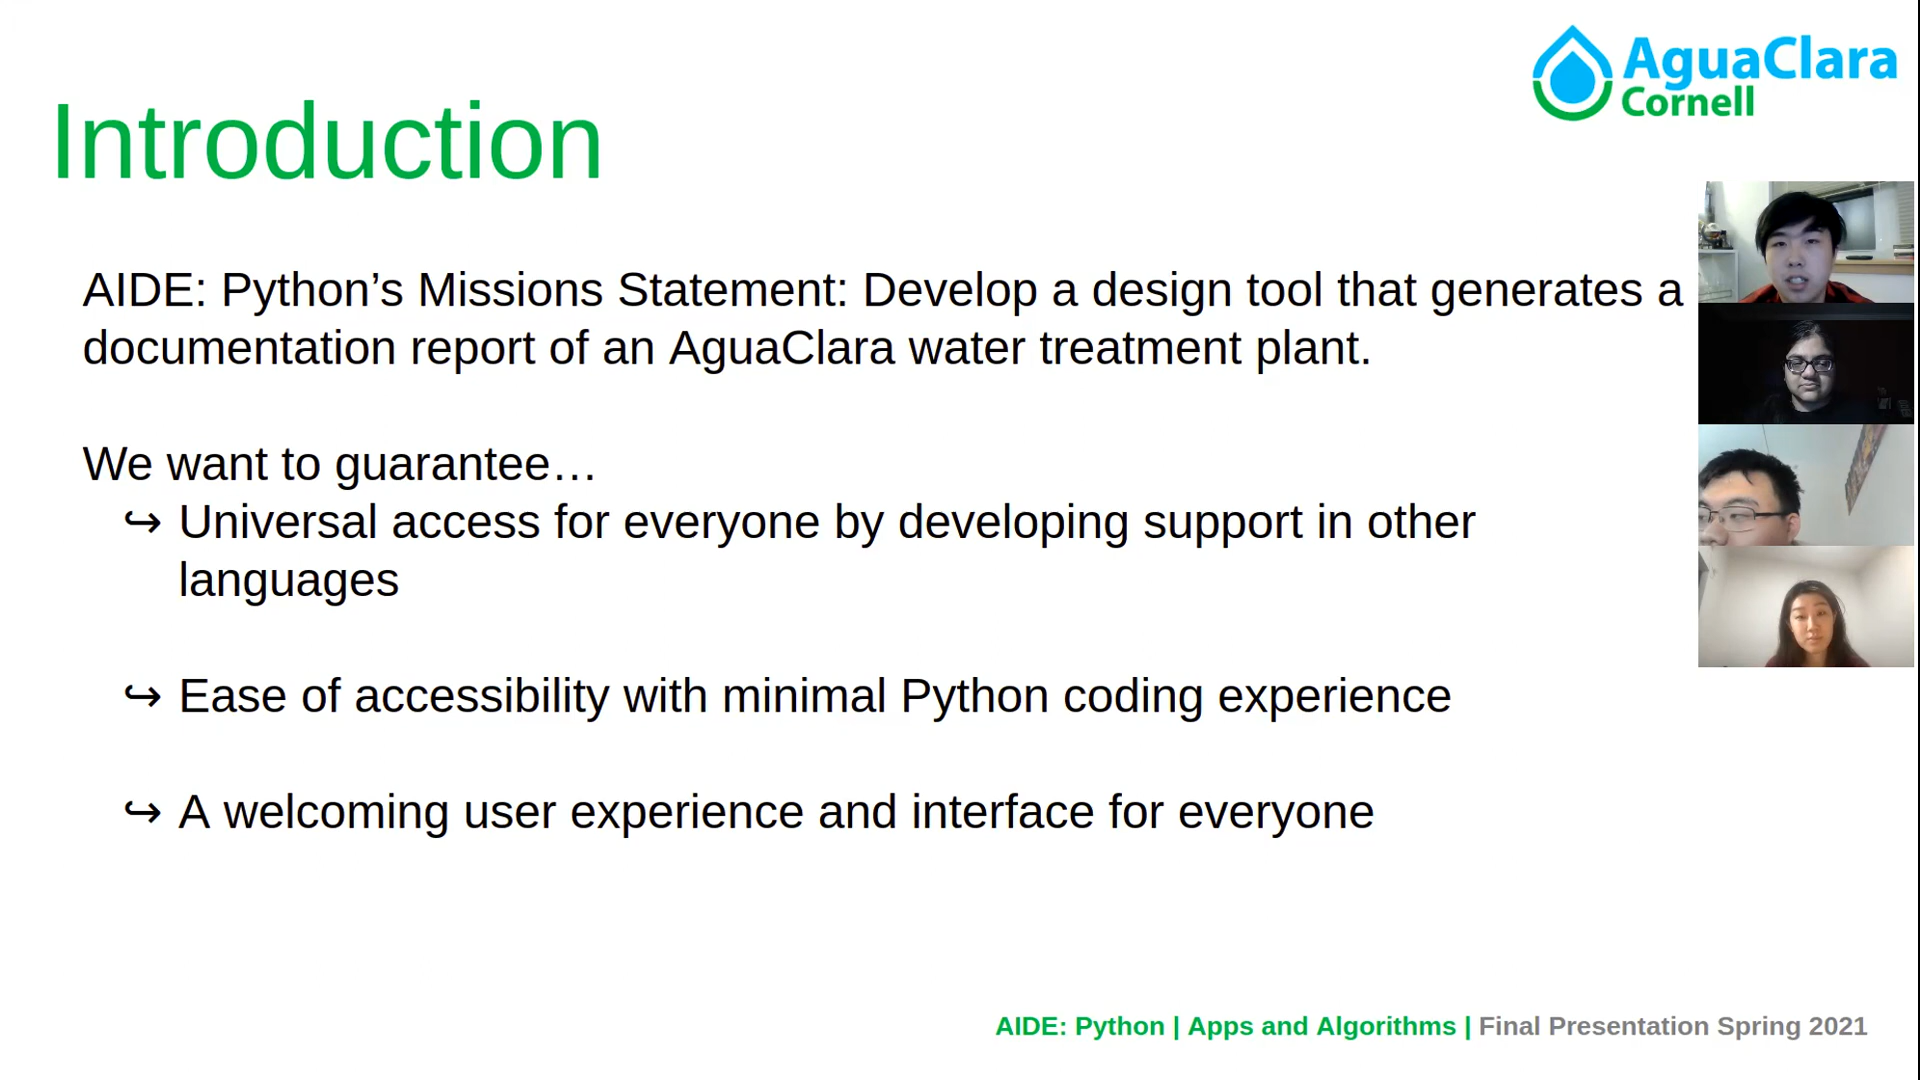 AguaClara
Cornell
Introduction
AIDE: Python’s Missions Statement: Develop a design tool that generates a
documentation report of an AguaClara water treatment plant.
We want to guarantee…
↪ Universal access for everyone by developing support in other
languages
↪ Ease of accessibility with minimal Python coding experience
↪ A welcoming user experience and interface for everyone
AIDE: Python | Apps and Algorithms | Final Presentation Spring 2021